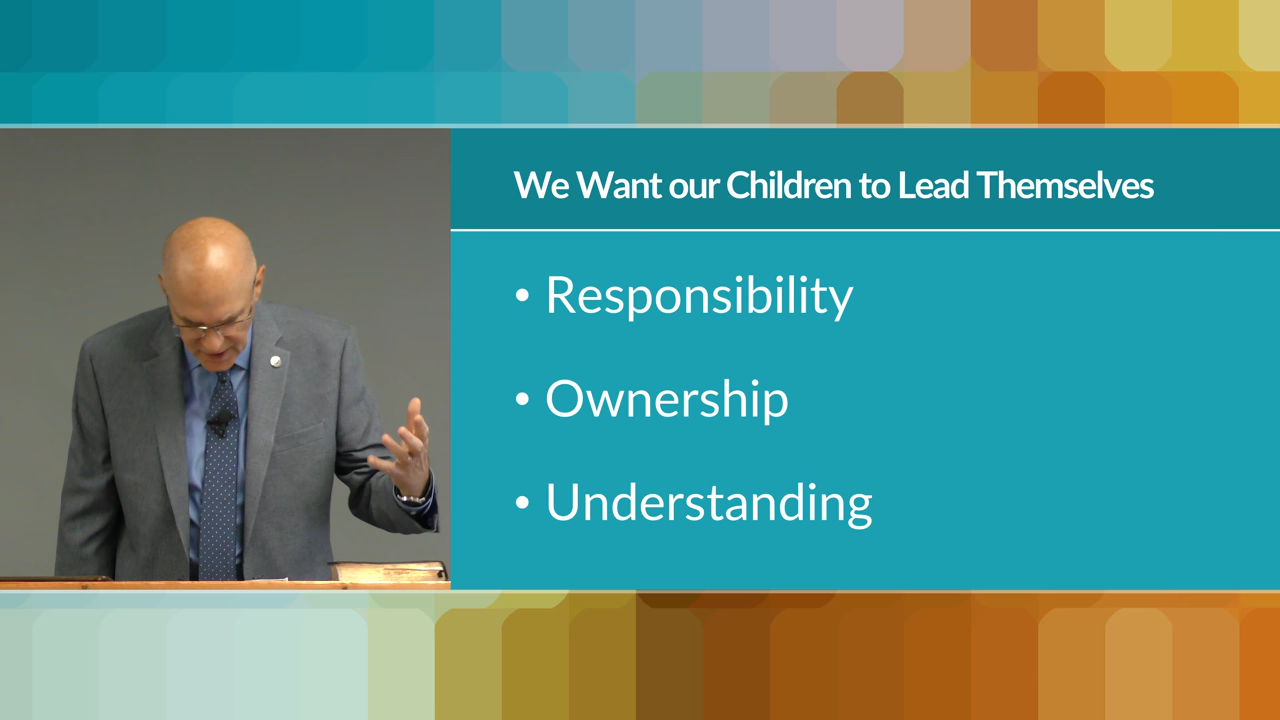 We Want our Children to Lead Themselves
• Responsibility
• Ownership
• Understanding